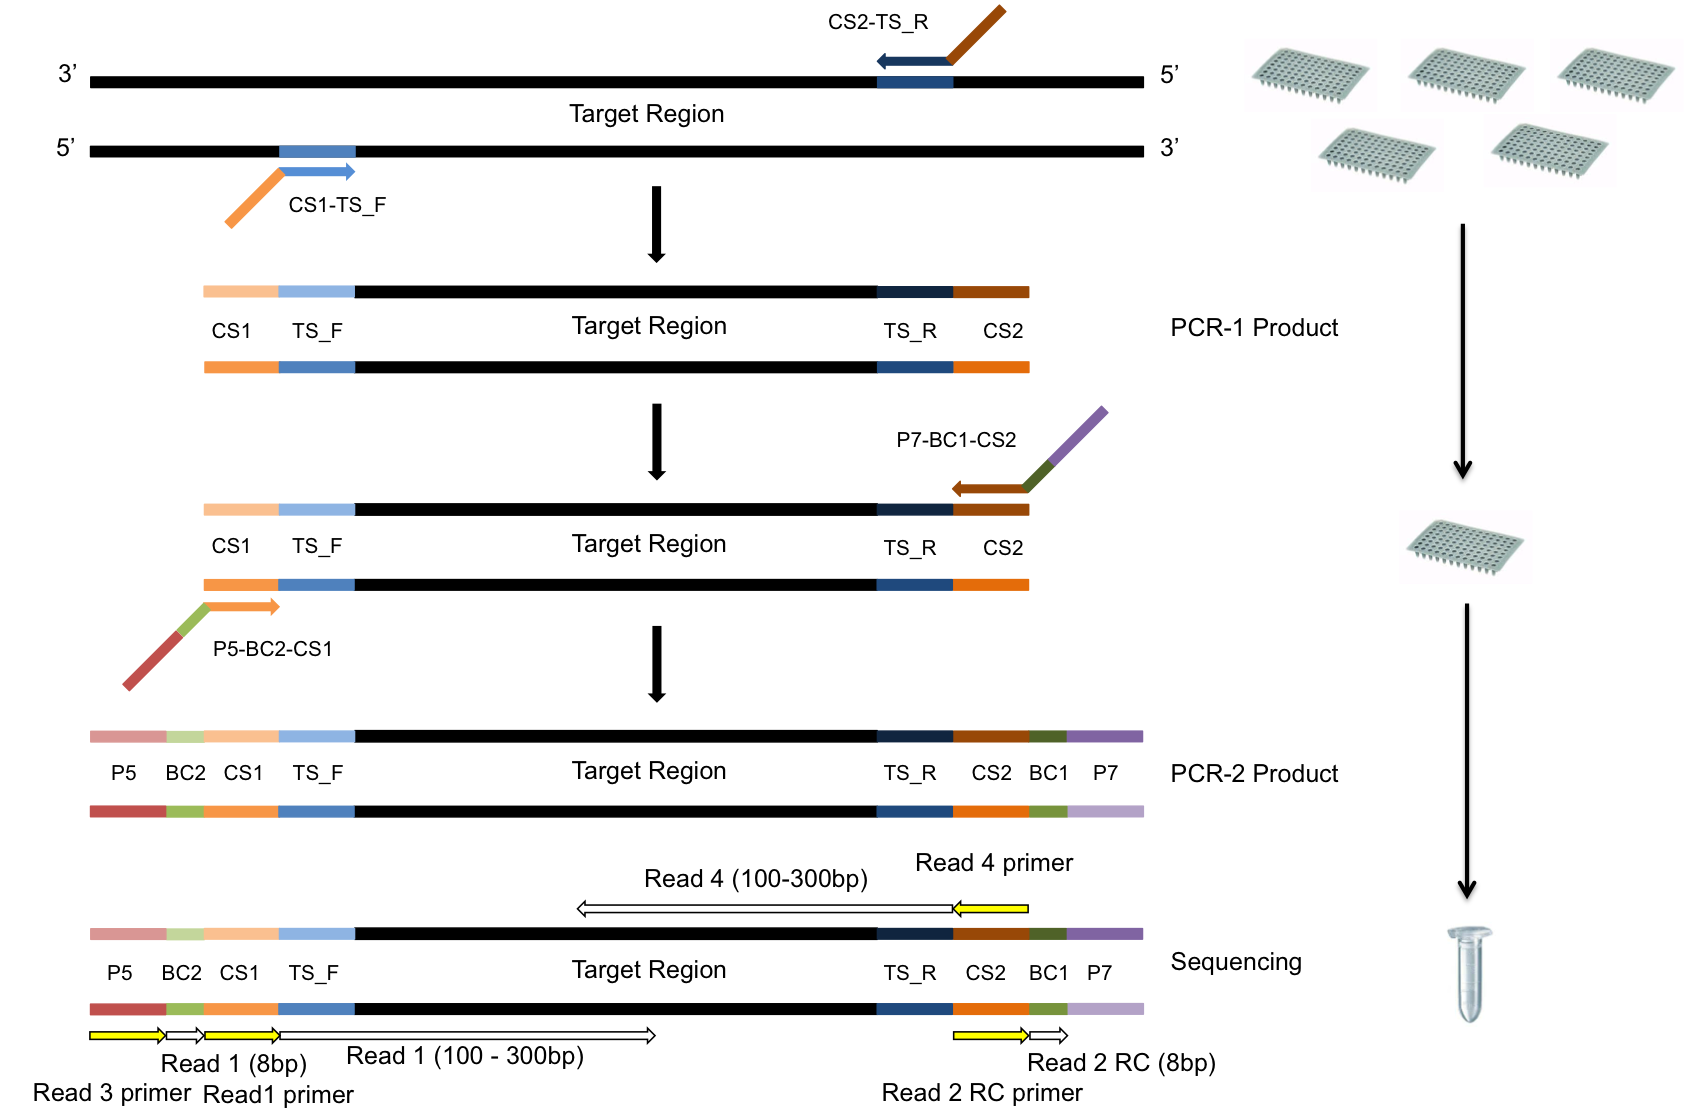 CS2-TS_R
3’
5’
Target Region
5’
3’
CS1-TS_F
CS1
TS_F
Target Region
TS_R
CS2
PCR-1 Product
P7-BC1-CS2
CS1
TS_F
Target Region
TS_R
CS2
P5-BC2-CS1
P5
BC2
CS1
TS_F
Target Region
TS_R
CS2
BC1
P7
PCR-2 Product
Read 4 primer
Read 4 (100-300bp)
P5
BC2
CS1
TS_F
Target Region
TS_R
CS2
BC1
P7
Sequencing
Read 1 (8bp)
Read 1 (100 - 300bp)
Read 2 RC (8bp)
Read 3 primer
Read1 primer
Read 2 RC primer